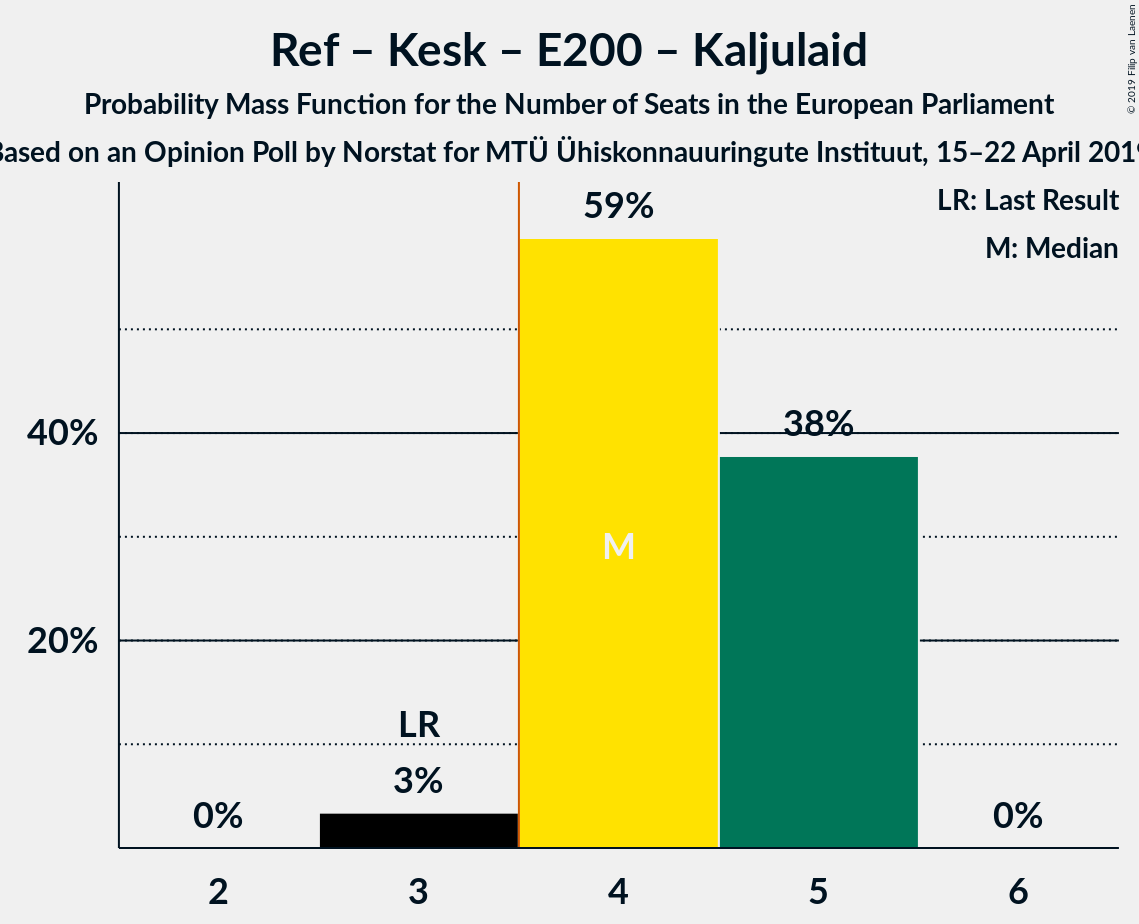 Ref – Kesk – E200 – Kaljulaid
Probability Mass Function for the Number of Seats in the European Parliament
Based on an Opinion Poll by Norstat for MTÜ Ühiskonnauuringute Instituut, 15–22 April 2019
© 2019 Filip van Laenen
LR: Last Result
M: Median
59%
38%
40%
M
20%
LR
3%
0%
0%
2
3
4
5
6